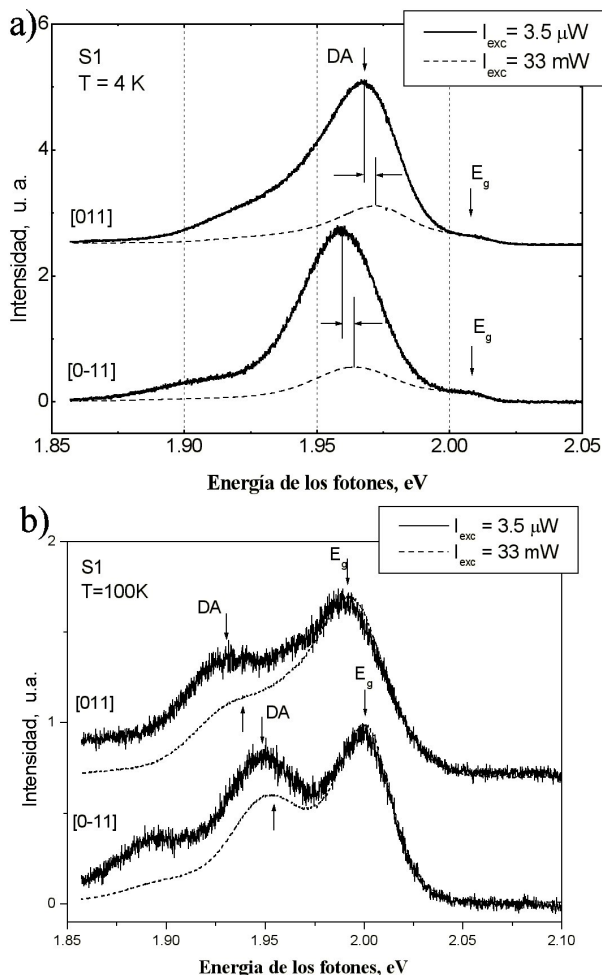 a)
S1
T = 4 K
I_exc = 3.5 μW
I_exc = 33 mW
DA
E_g
[011]
E_g
[0-11]
6
4
2
0
Intensidad, u. a.
1.85
1.90
1.95
2.00
2.05
Energía de los fotones, eV
b)
S1
T=100K
I_exc = 3.5 μW
I_exc = 33 mW
E_g
DA
[011]
E_g
DA
[0-11]
2
1
0
Intensidad, u.a.
1.85
1.90
1.95
2.00
2.05
2.10
Energia de los fotones, eV